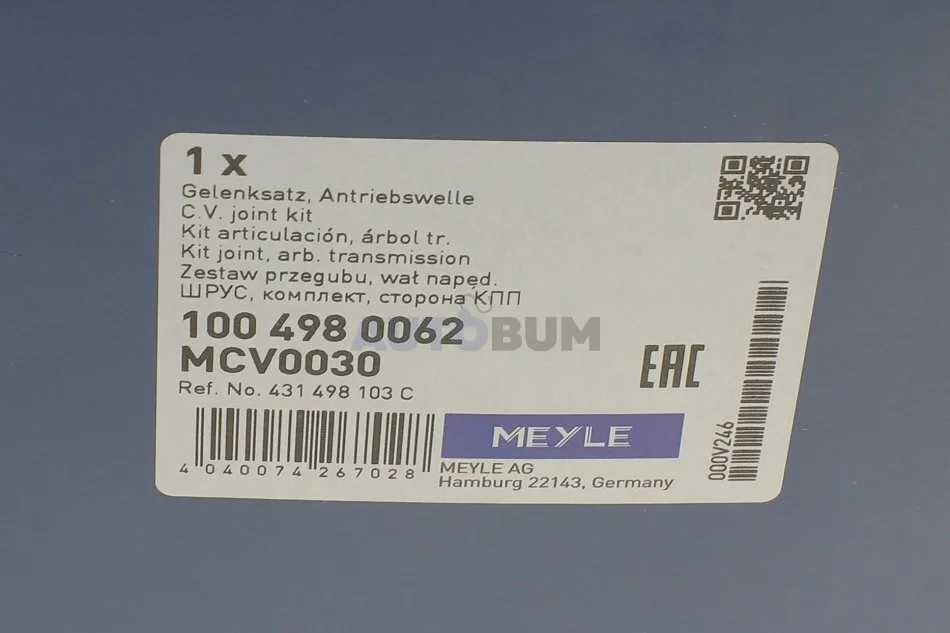 1 x
Gelenksatz, Antriebswelle
C.V. joint kit
Kit articulación, árbol tr.
Kit joint, arb. transmission
Zestaw przegubu, wał napęd.
ШРУС, комплект, сторона КПП
100 498 0062
AUTOBUM
MCV0030
EAC
Ref. No. 431 498 103 C
MEYLE
4 040074 267028
MEYLE AG
Hamburg 22143, Germany
000V246